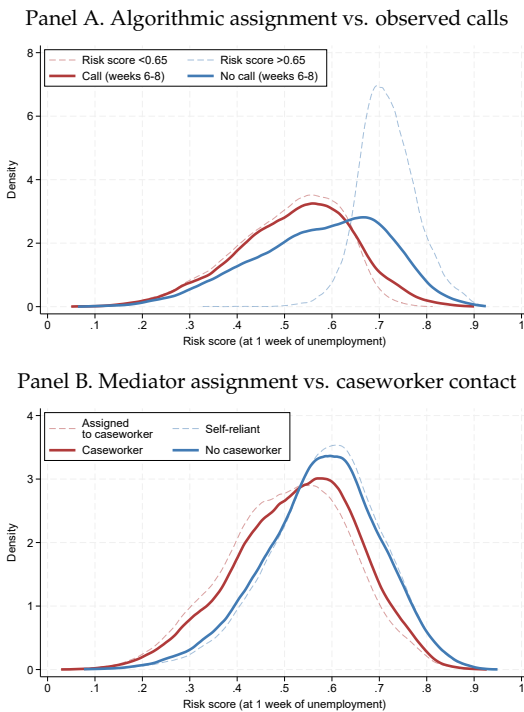 Panel A. Algorithmic assignment vs. observed calls
Risk score <0.65 Risk score >0.65
Call (weeks 6-8) No call (weeks 6-8)
8
6
4
2
0
Density
0 .1 .2 .3 .4 .5 .6 .7 .8 .9 1
Risk score (at 1 week of unemployment)
Panel B. Mediator assignment vs. caseworker contact
Assigned
to caseworker Self-reliant
Caseworker No caseworker
4
3
2
1
0
Density
0 .1 .2 .3 .4 .5 .6 .7 .8 .9 1
Risk score (at 1 week of unemployment)